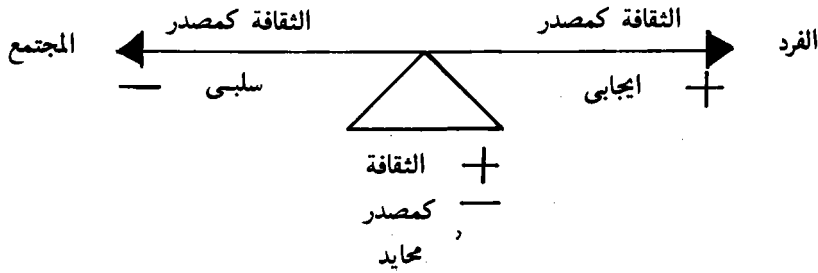 الثقافة كمصدر الثقافة كمصدر
الفرد المجتمع
+ ايجابى سلبى —
+ الثقافة
— كمصدر
محايد